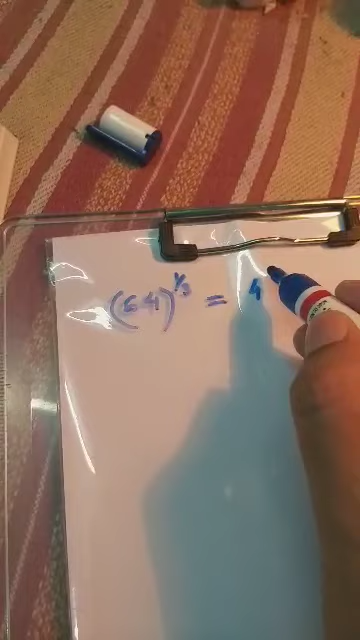 (64)^{1/3} = 4